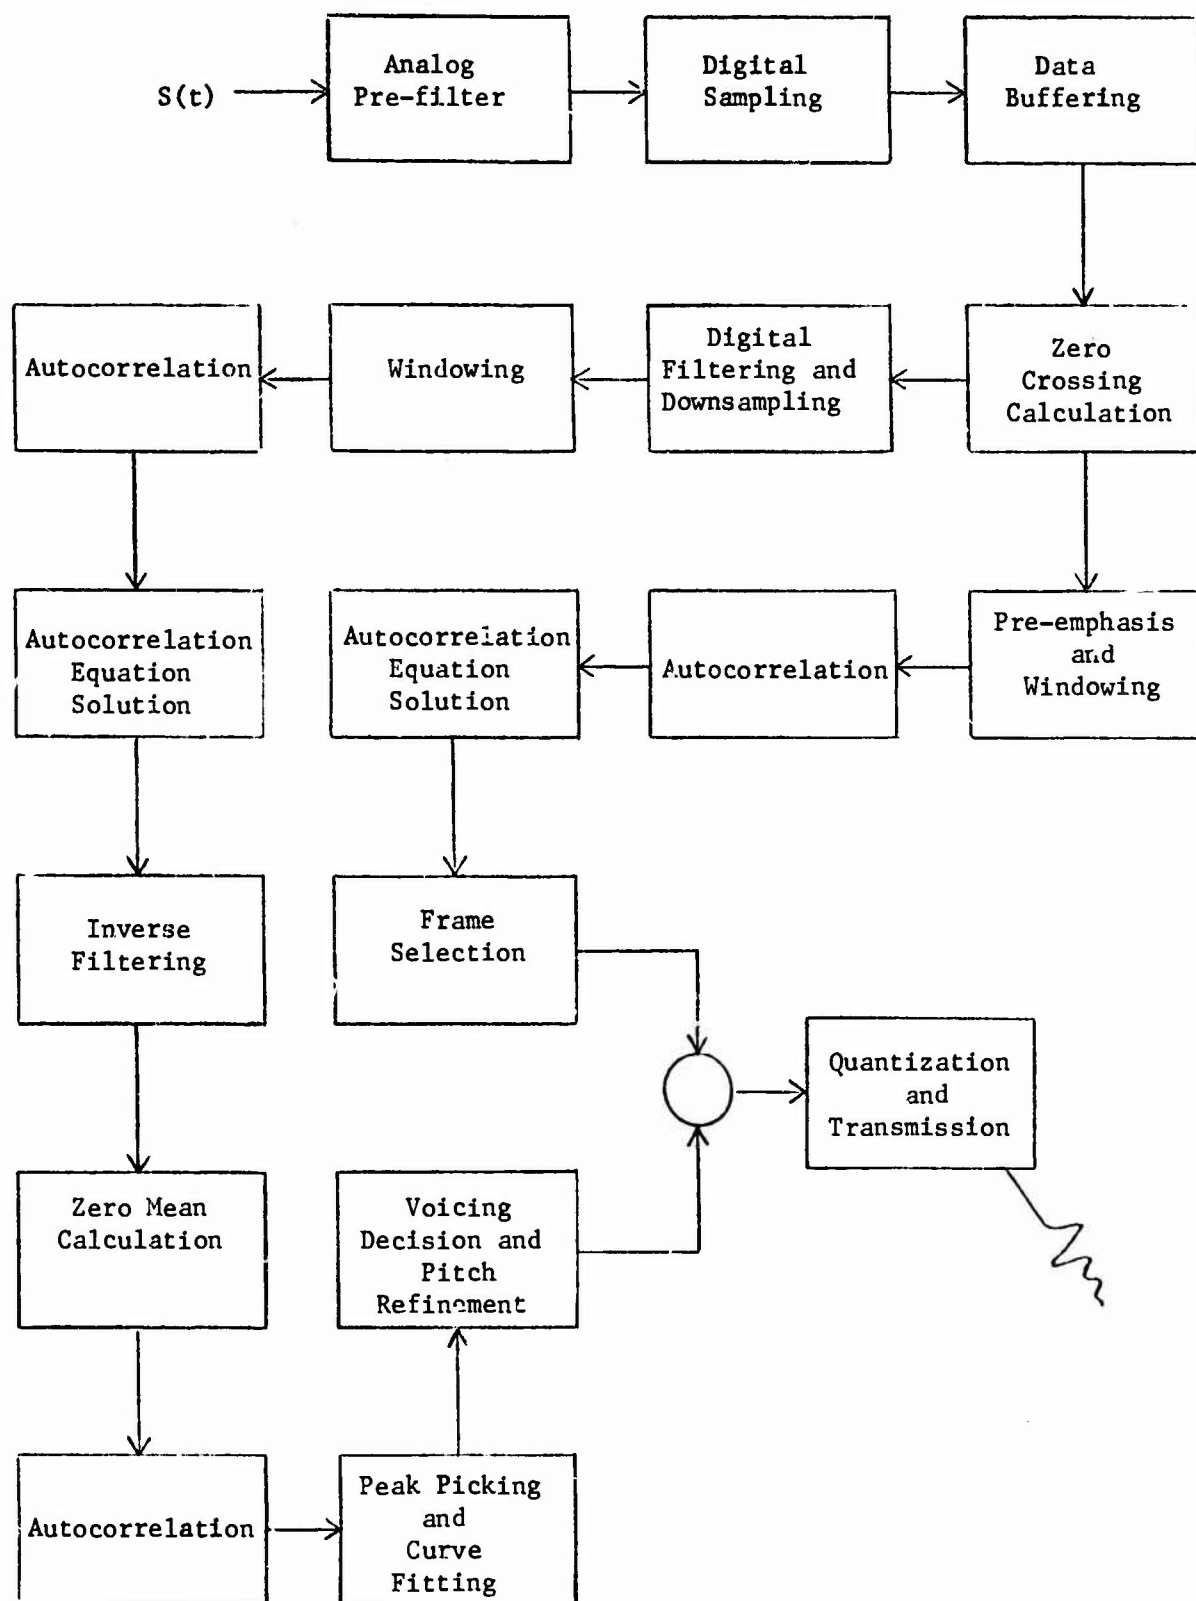 S(t)
Analog
Pre-filter
Digital
Sampling
Data
Buffering
Autocorrelation
Windowing
Digital
Filtering and
Downsampling
Zero
Crossing
Calculation
Autocorrelation
Equation
Solution
Autocorrelation
Equation
Solution
Autocorrelation
Pre-emphasis
and
Windowing
Inverse
Filtering
Frame
Selection
Quantization
and
Transmission
Zero Mean
Calculation
Voicing
Decision and
Pitch
Refinement
Autocorrelation
Peak Picking
and
Curve
Fitting